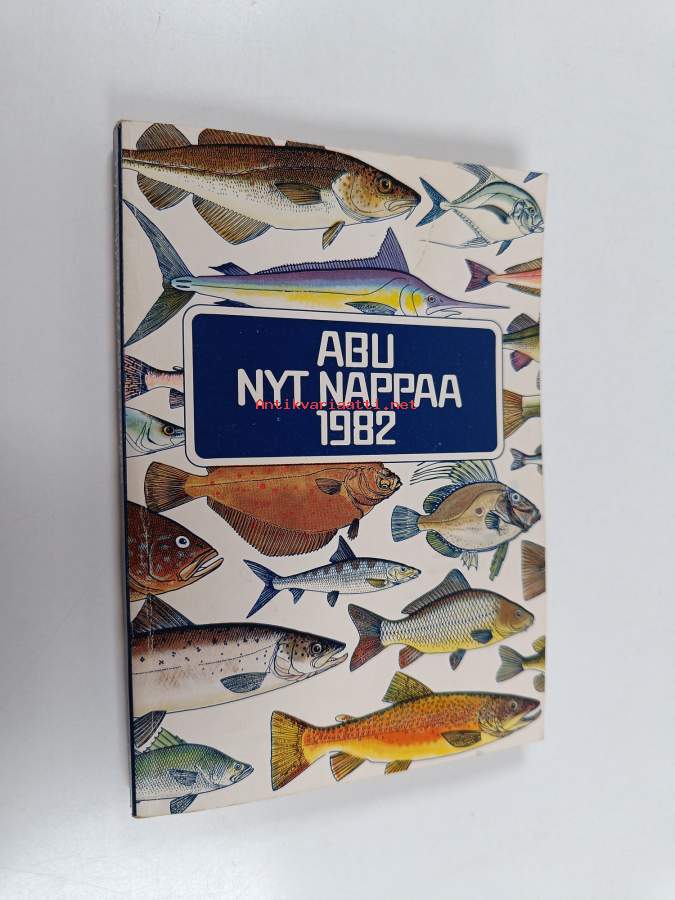 ABU
NYT NAPPAA
Antikvariaatti.net
1982